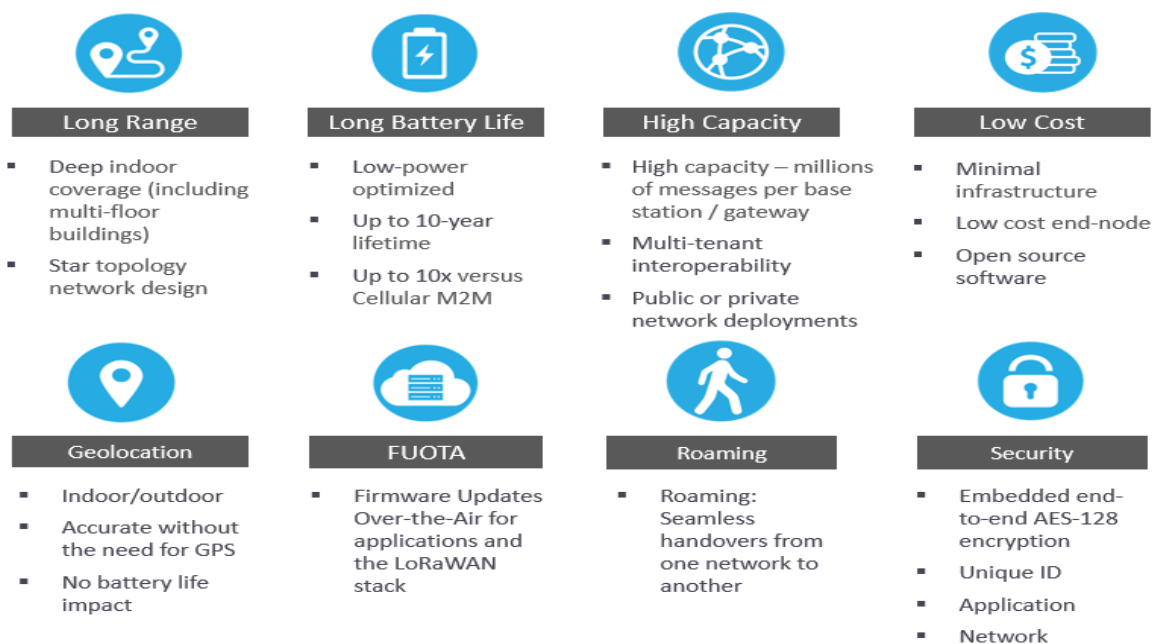 Long Range
▪ Deep indoor
coverage (including
multi-floor
buildings)
▪ Star topology
network design
Long Battery Life
▪ Low-power
optimized
▪ Up to 10-year
lifetime
▪ Up to 10x versus
Cellular M2M
High Capacity
▪ High capacity – millions
of messages per base
station / gateway
▪ Multi-tenant
interoperability
▪ Public or private
network deployments
$
Low Cost
▪ Minimal
infrastructure
▪ Low cost end-node
▪ Open source
software
Geolocation
▪ Indoor/outdoor
▪ Accurate without
the need for GPS
▪ No battery life
impact
FUOTA
▪ Firmware Updates
Over-the-Air for
applications and
the LoRaWAN
stack
Roaming
▪ Roaming:
Seamless
handovers from
one network to
another
Security
▪ Embedded end-
to-end AES-128
encryption
▪ Unique ID
▪ Application
▪ Network